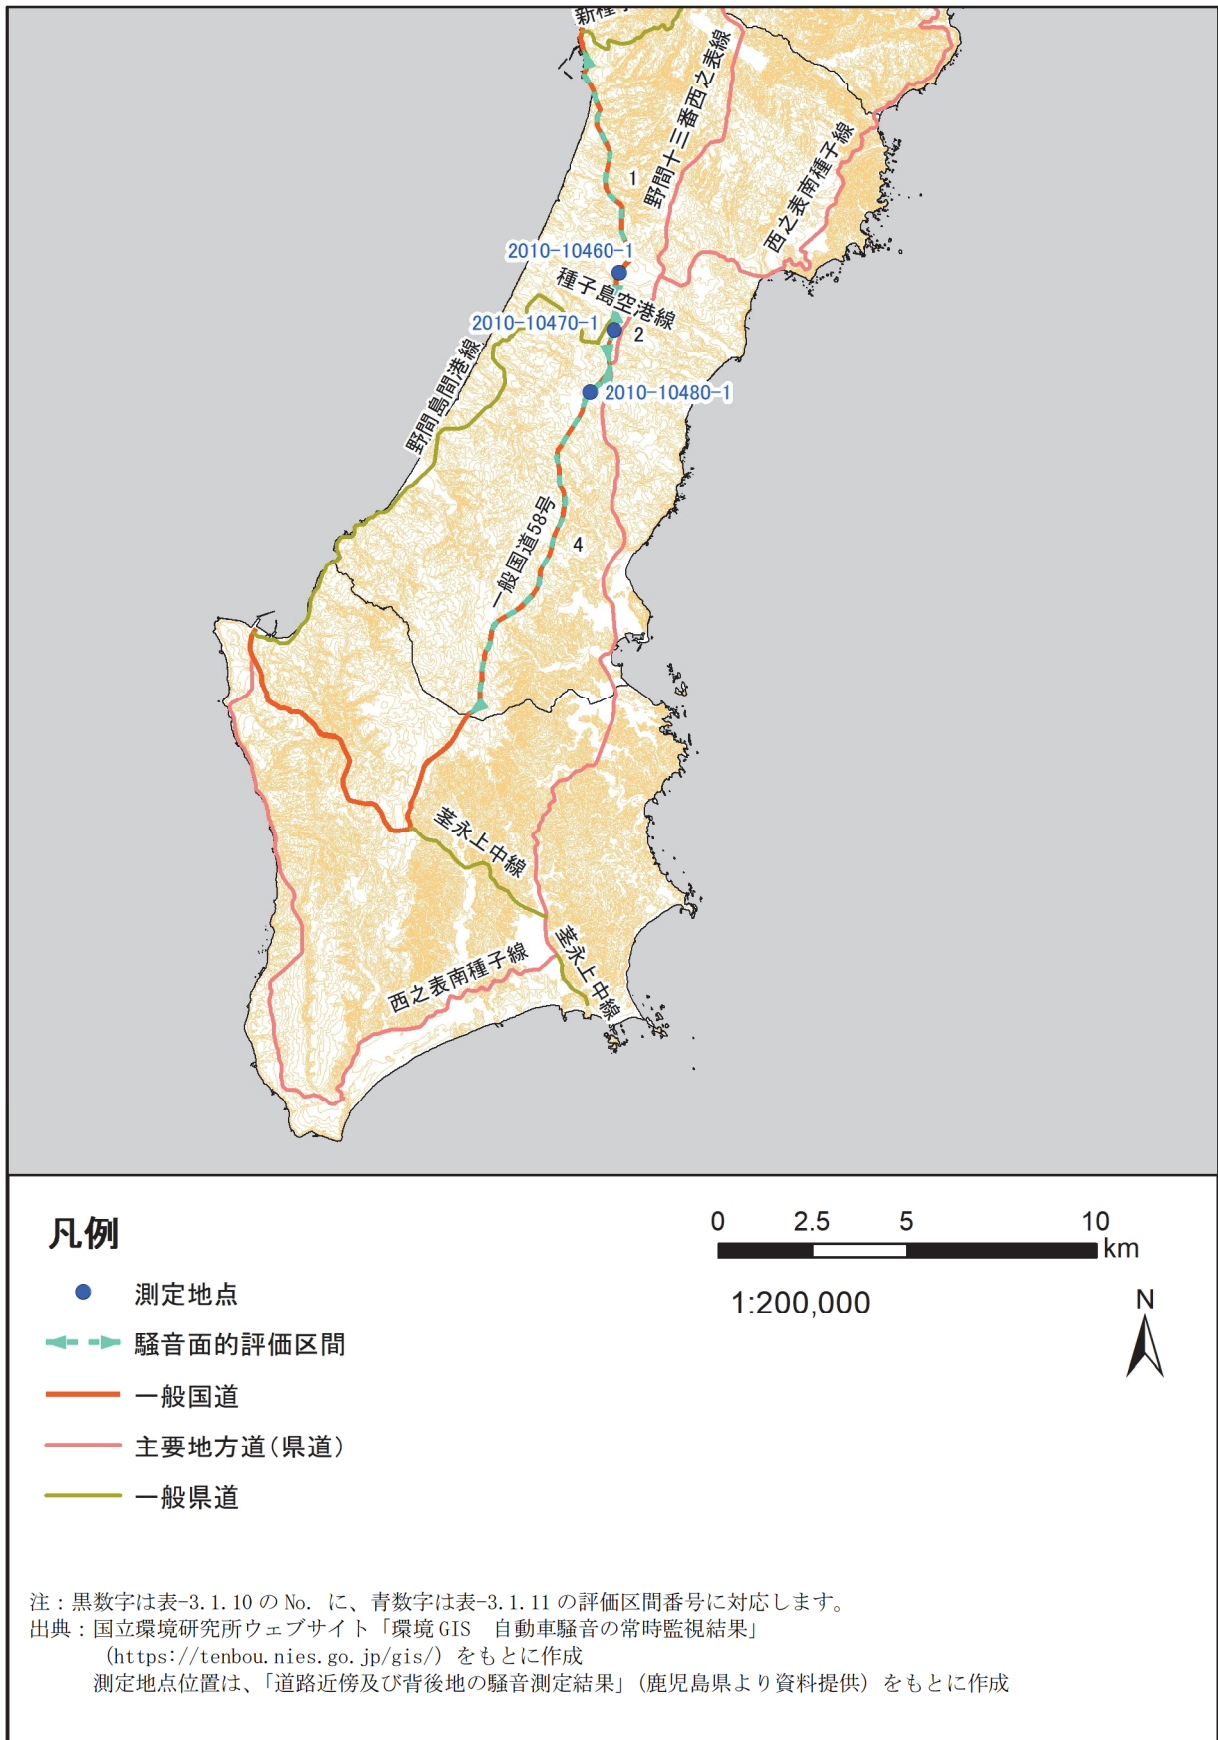 新種子
野間十三番西之表線
西之表南種子線
1
2010-10460-1
種子島空港線
2010-10470-1
2
野間島間港線
2010-10480-1
一般国道58号
4
茎永上中線
茎永上中線
西之表南種子線
凡例
測定地点
騒音面的評価区間
一般国道
主要地方道(県道)
一般県道
0 2.5 5 10
km
1:200,000
N
注：黒数字は表-3.1.10 の No. に、青数字は表-3.1.11 の評価区間番号に対応します。
出典：国立環境研究所ウェブサイト「環境 GIS　自動車騒音の常時監視結果」
（https://tenbou.nies.go.jp/gis/）をもとに作成
測定地点位置は、「道路近傍及び背後地の騒音測定結果」（鹿児島県より資料提供）をもとに作成